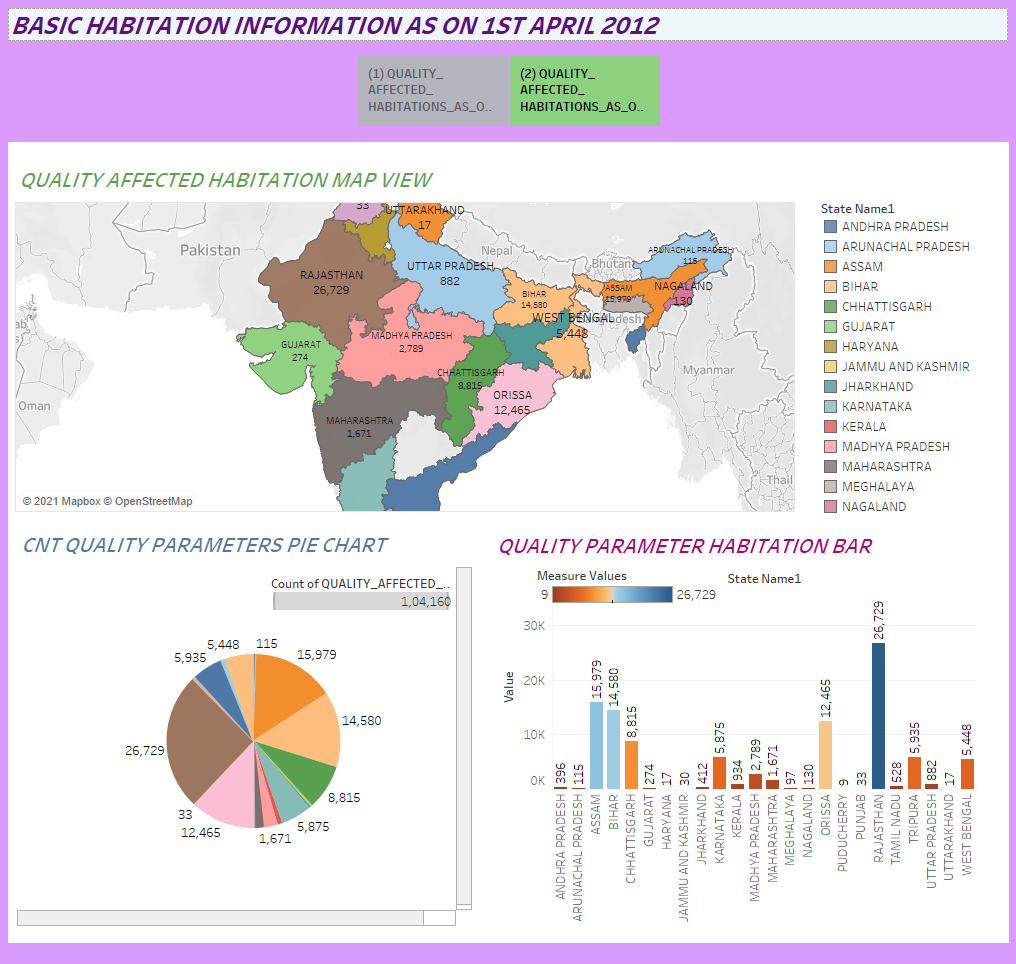 BASIC HABITATION INFORMATION AS ON 1ST APRIL 2012
(1) QUALITY_
AFFECTED_
HABITATIONS_AS_O..
(2) QUALITY_
AFFECTED_
HABITATIONS_AS_O..
QUALITY AFFECTED HABITATION MAP VIEW
33
UTTARAKHAND
17
Pakistan
Nepal
ARUNACHAL PRADESH
115
Bhutan
RAJASTHAN
26,729
UTTAR PRADESH
882
BIHAR
14,580
ASSAM
15,979
NAGALAND
130
WEST BENGAL
5,448
MADHYA PRADESH
2,789
GUJARAT
274
CHHATTISGARH
8,815
Myanmar
ORISSA
12,465
Oman
MAHARASHTRA
1,671
Thail
© 2021 Mapbox © OpenStreetMap
State Name1
ANDHRA PRADESH
ARUNACHAL PRADESH
ASSAM
BIHAR
CHHATTISGARH
GUJARAT
HARYANA
JAMMU AND KASHMIR
JHARKHAND
KARNATAKA
KERALA
MADHYA PRADESH
MAHARASHTRA
MEGHALAYA
NAGALAND
CNT QUALITY PARAMETERS PIE CHART
Count of QUALITY_AFFECTED_..
1,04,160
5,448
115
5,935
15,979
14,580
26,729
8,815
33
12,465
5,875
1,671
QUALITY PARAMETER HABITATION BAR
Measure Values
9
26,729
State Name1
Value
30K
20K
10K
0K
396
115
15,979
14,580
8,815
274
17
30
412
5,875
934
2,789
1,671
97
130
12,465
9
33
26,729
528
5,935
882
17
5,448
ANDHRA PRADESH
ARUNACHAL PRADESH
ASSAM
BIHAR
CHHATTISGARH
GUJARAT
HARYANA
JAMMU AND KASHMIR
JHARKHAND
KARNATAKA
KERALA
MADHYA PRADESH
MAHARASHTRA
MEGHALAYA
NAGALAND
ORISSA
PUDUCHERRY
PUNJAB
RAJASTHAN
TAMIL NADU
TRIPURA
UTTAR PRADESH
UTTARAKHAND
WEST BENGAL